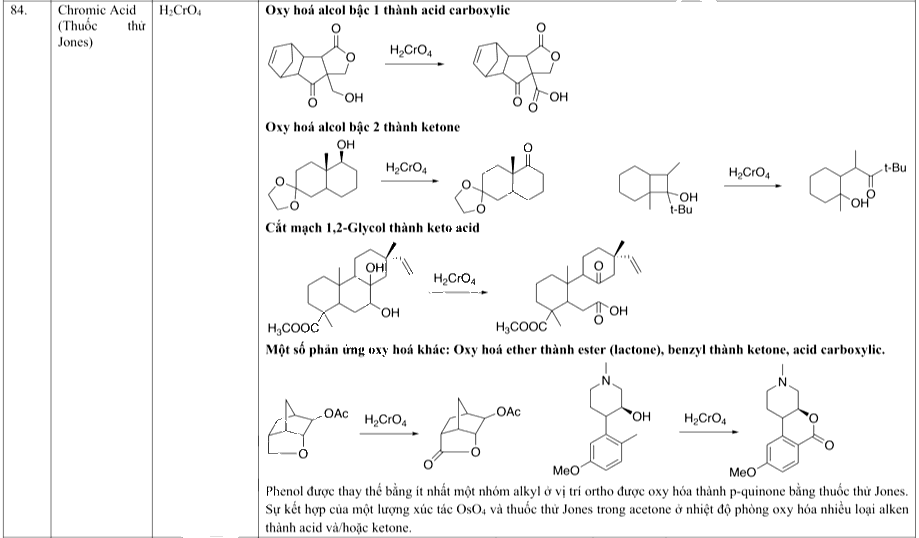 84.
Chromic Acid
(Thuốc thử
Jones)
H₂CrO₄
Oxy hoá alcol bậc 1 thành acid carboxylic
O
O
O
OH
H₂CrO₄
O
O
O
O
OH
Oxy hoá alcol bậc 2 thành ketone
OH
O
O
H₂CrO₄
O
O
O
OH
t-Bu
H₂CrO₄
t-Bu
O
OH
Cắt mạch 1,2-Glycol thành keto acid
OH
OH
H₃COOC
H₂CrO₄
O
OH
O
H₃COOC
Một số phản ứng oxy hoá khác: Oxy hoá ether thành ester (lactone), benzyl thành ketone, acid carboxylic.
OAc
O
H₂CrO₄
OAc
O
O
N
OH
MeO
H₂CrO₄
N
O
O
MeO
Phenol được thay thế bằng ít nhất một nhóm alkyl ở vị trí ortho được oxy hóa thành p-quinone bằng thuốc thử Jones.
Sự kết hợp của một lượng xúc tác OsO₄ và thuốc thử Jones trong acetone ở nhiệt độ phòng oxy hóa nhiều loại alken
thành acid và/hoặc ketone.